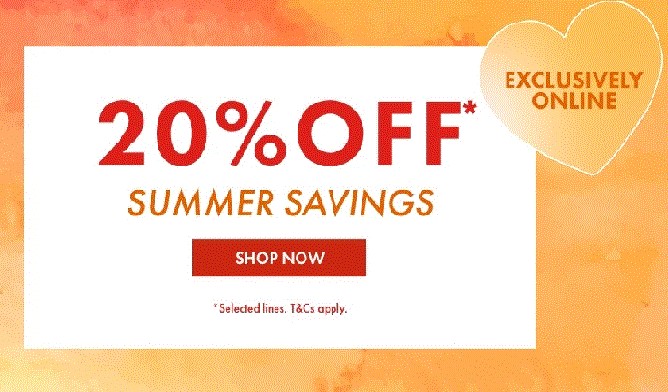 EXCLUSIVELY
ONLINE
20%OFF*
SUMMER SAVINGS
SHOP NOW
*Selected lines. T&Cs apply.